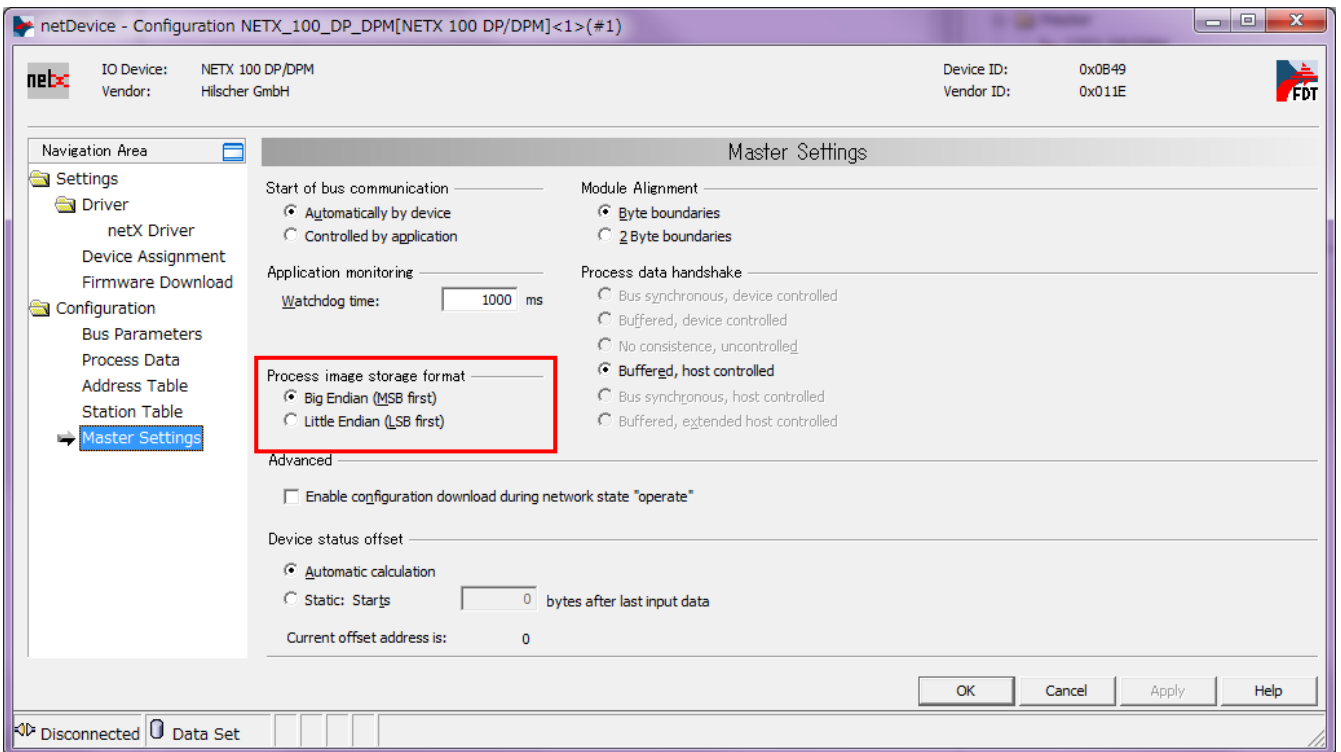 netDevice - Configuration NETX_100_DP_DPM[NETX 100 DP/DPM]<1>(#1)
netx
IO Device: NETX 100 DP/DPM
Vendor: Hilscher GmbH
Device ID: 0x0B49
Vendor ID: 0x011E
FDT
Navigation Area
Settings
Driver
netX Driver
Device Assignment
Firmware Download
Configuration
Bus Parameters
Process Data
Address Table
Station Table
Master Settings
Master Settings
Start of bus communication
Automatically by device
Controlled by application
Module Alignment
Byte boundaries
2 Byte boundaries
Application monitoring
Watchdog time: 1000 ms
Process data handshake
Bus synchronous, device controlled
Buffered, device controlled
No consistence, uncontrolled
Buffered, host controlled
Bus synchronous, host controlled
Buffered, extended host controlled
Process image storage format
Big Endian (MSB first)
Little Endian (LSB first)
Advanced
Enable configuration download during network state "operate"
Device status offset
Automatic calculation
Static: Starts 0 bytes after last input data
Current offset address is: 0
OK Cancel Apply Help
Disconnected Data Set